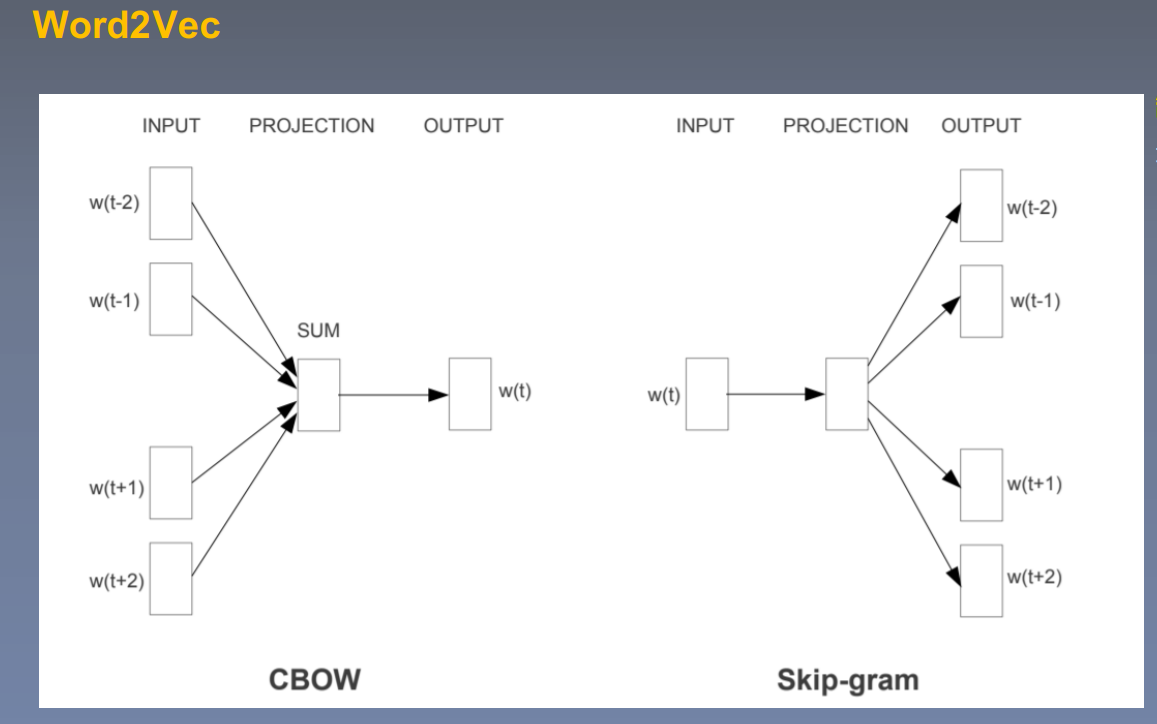 Word2Vec
INPUT PROJECTION OUTPUT
w(t-2)
w(t-1)
SUM
w(t)
w(t+1)
w(t+2)
CBOW
INPUT PROJECTION OUTPUT
w(t-2)
w(t-1)
w(t)
w(t+1)
w(t+2)
Skip-gram